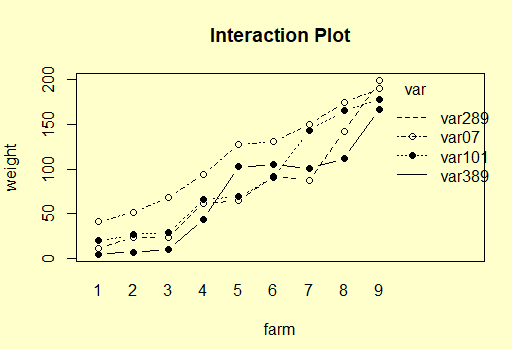 Interaction Plot
weight
200
150
100
50
0
var
var289
var07
var101
var389
1 2 3 4 5 6 7 8 9
farm